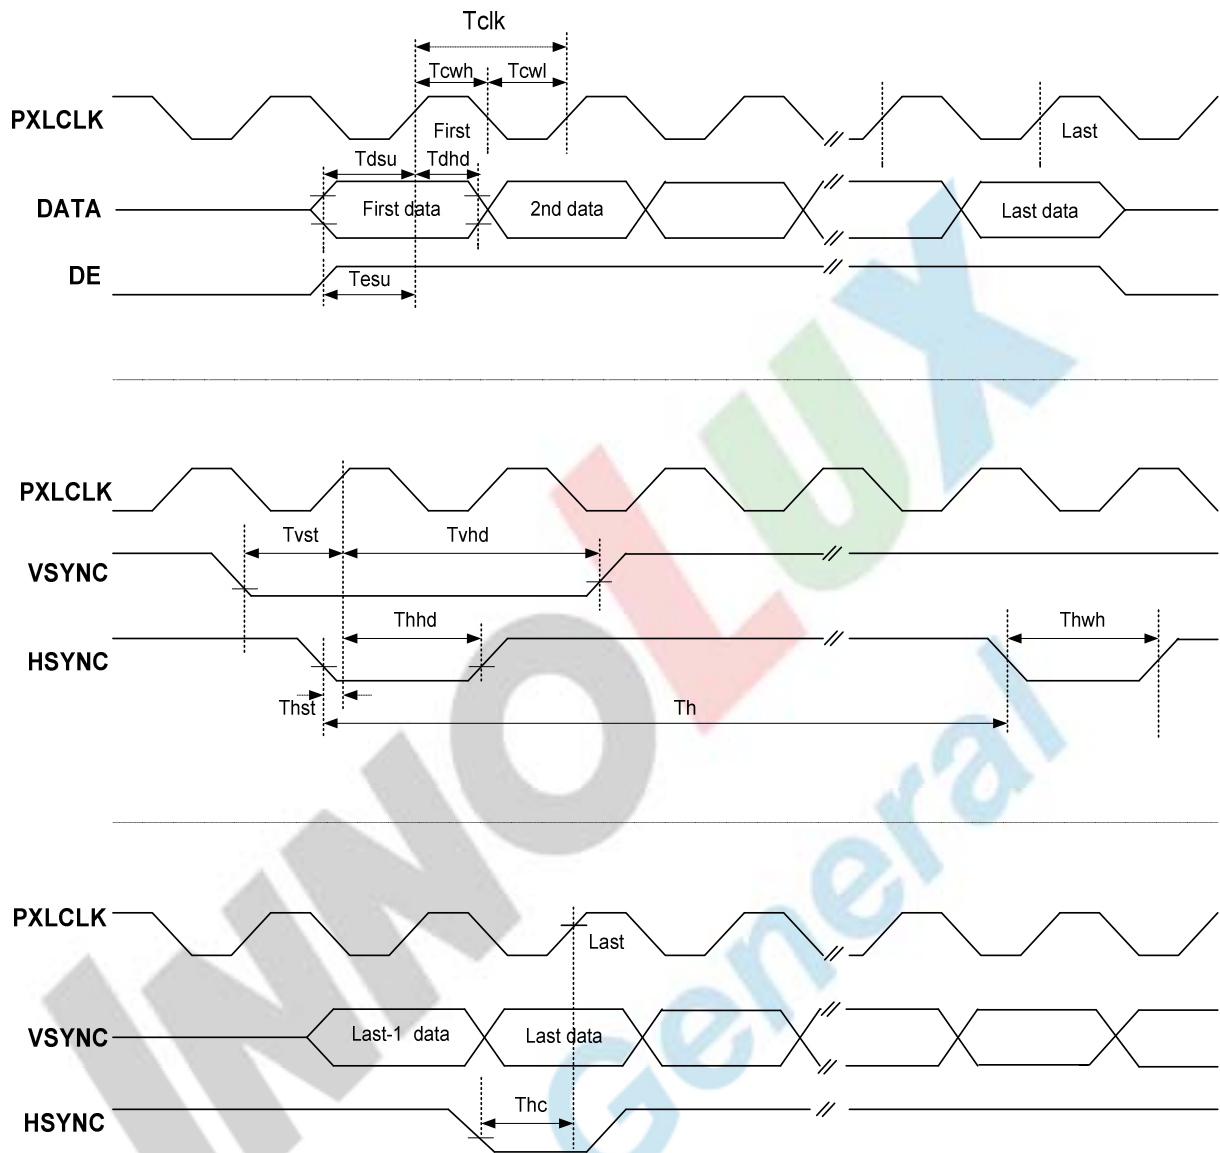 Tclk
Tcwh Tcwl
PXLCLK
First
Last
Tdsu Tdhd
DATA
First data
2nd data
Last data
DE
Tesu
PXLCLK
Tvst
Tvhd
VSYNC
Thhd
Thwh
HSYNC
Thst
Th
PXLCLK
Last
VSYNC
Last-1 data
Last data
HSYNC
Thc
INNOLUX
General